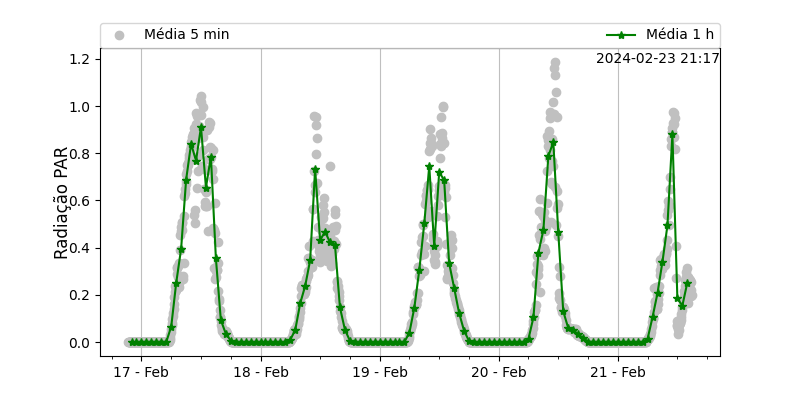 Média 5 min
Média 1 h
2024-02-23 21:17
Radiação PAR
1.2
1.0
0.8
0.6
0.4
0.2
0.0
17 - Feb
18 - Feb
19 - Feb
20 - Feb
21 - Feb